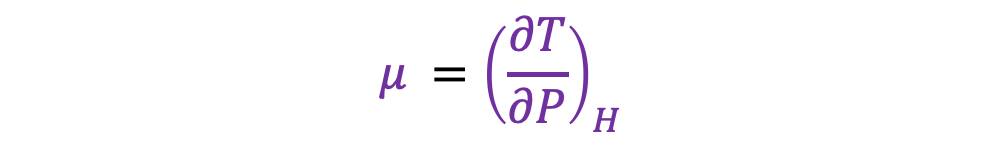 μ = (∂T/∂P)_H